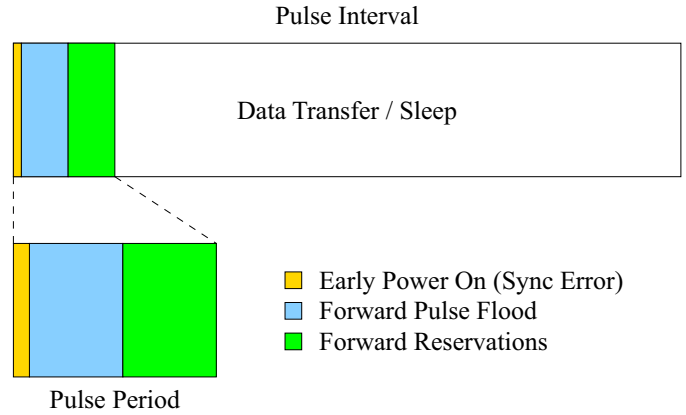 Pulse Interval
Data Transfer / Sleep
Early Power On (Sync Error)
Forward Pulse Flood
Forward Reservations
Pulse Period